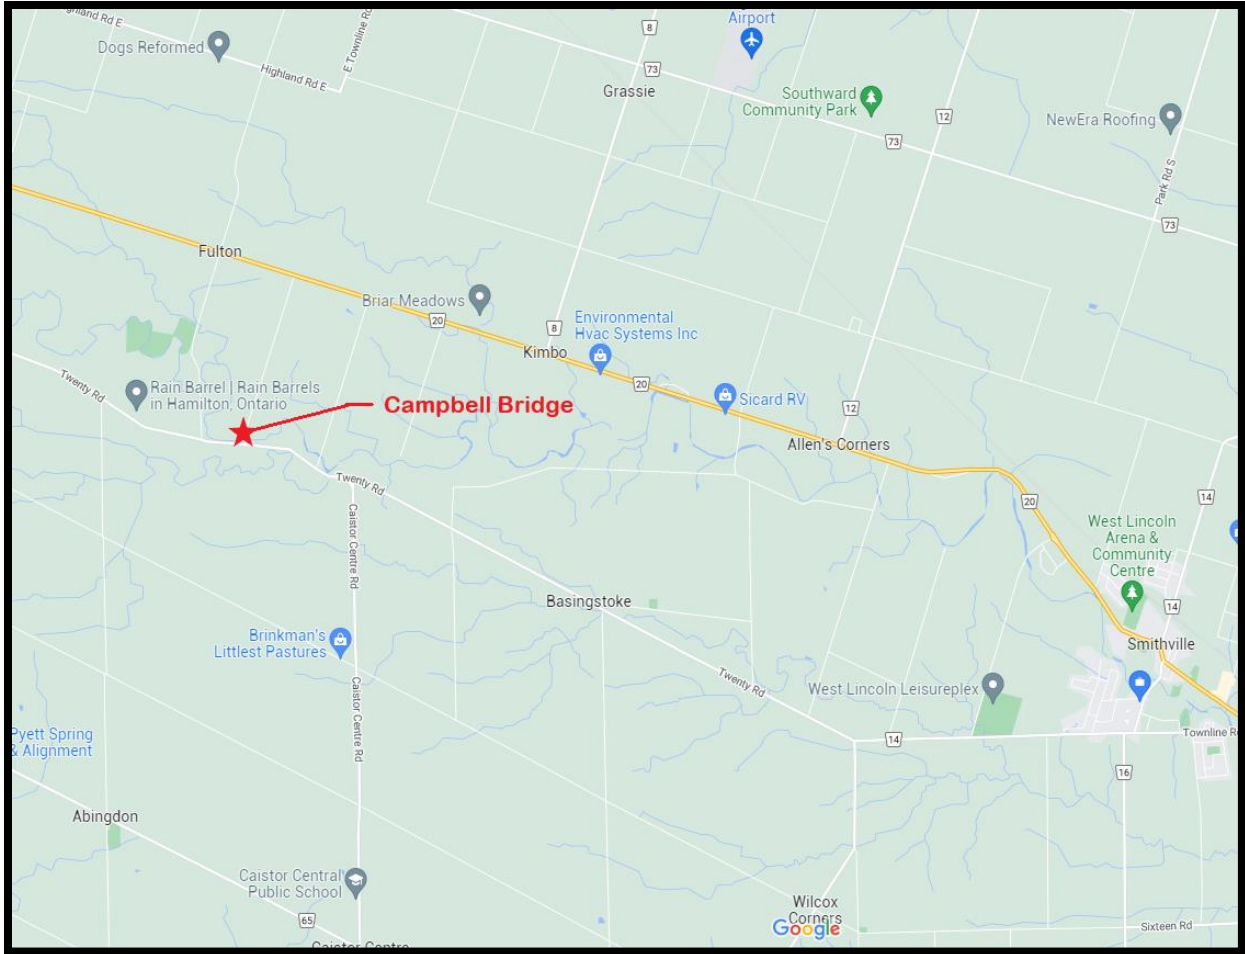 ghland Rd E
Airport
Dogs Reformed
E Townline Rd
8
Highland Rd E
73
Grassie
Southward
Community Park
12
NewEra Roofing
73
Park Rd S
73
Fulton
Briar Meadows
20
Environmental
Hvac Systems Inc
8
Kimbo
20
Twenty Rd
Rain Barrel | Rain Barrels
in Hamilton, Ontario
Campbell Bridge
Sicard RV
12
Allen's Corners
Twenty Rd
20
14
Caistor Centre Rd
West Lincoln
Arena &
Community
Centre
Basingstoke
14
Brinkman's
Littlest Pastures
Smithville
Twenty Rd
West Lincoln Leisureplex
Caistor Centre Rd
Pyett Spring
& Alignment
14
Townline R
16
Abingdon
Caistor Central
Public School
65
Wilcox
Corners
Google
Sixteen Rd
Caistor Centre